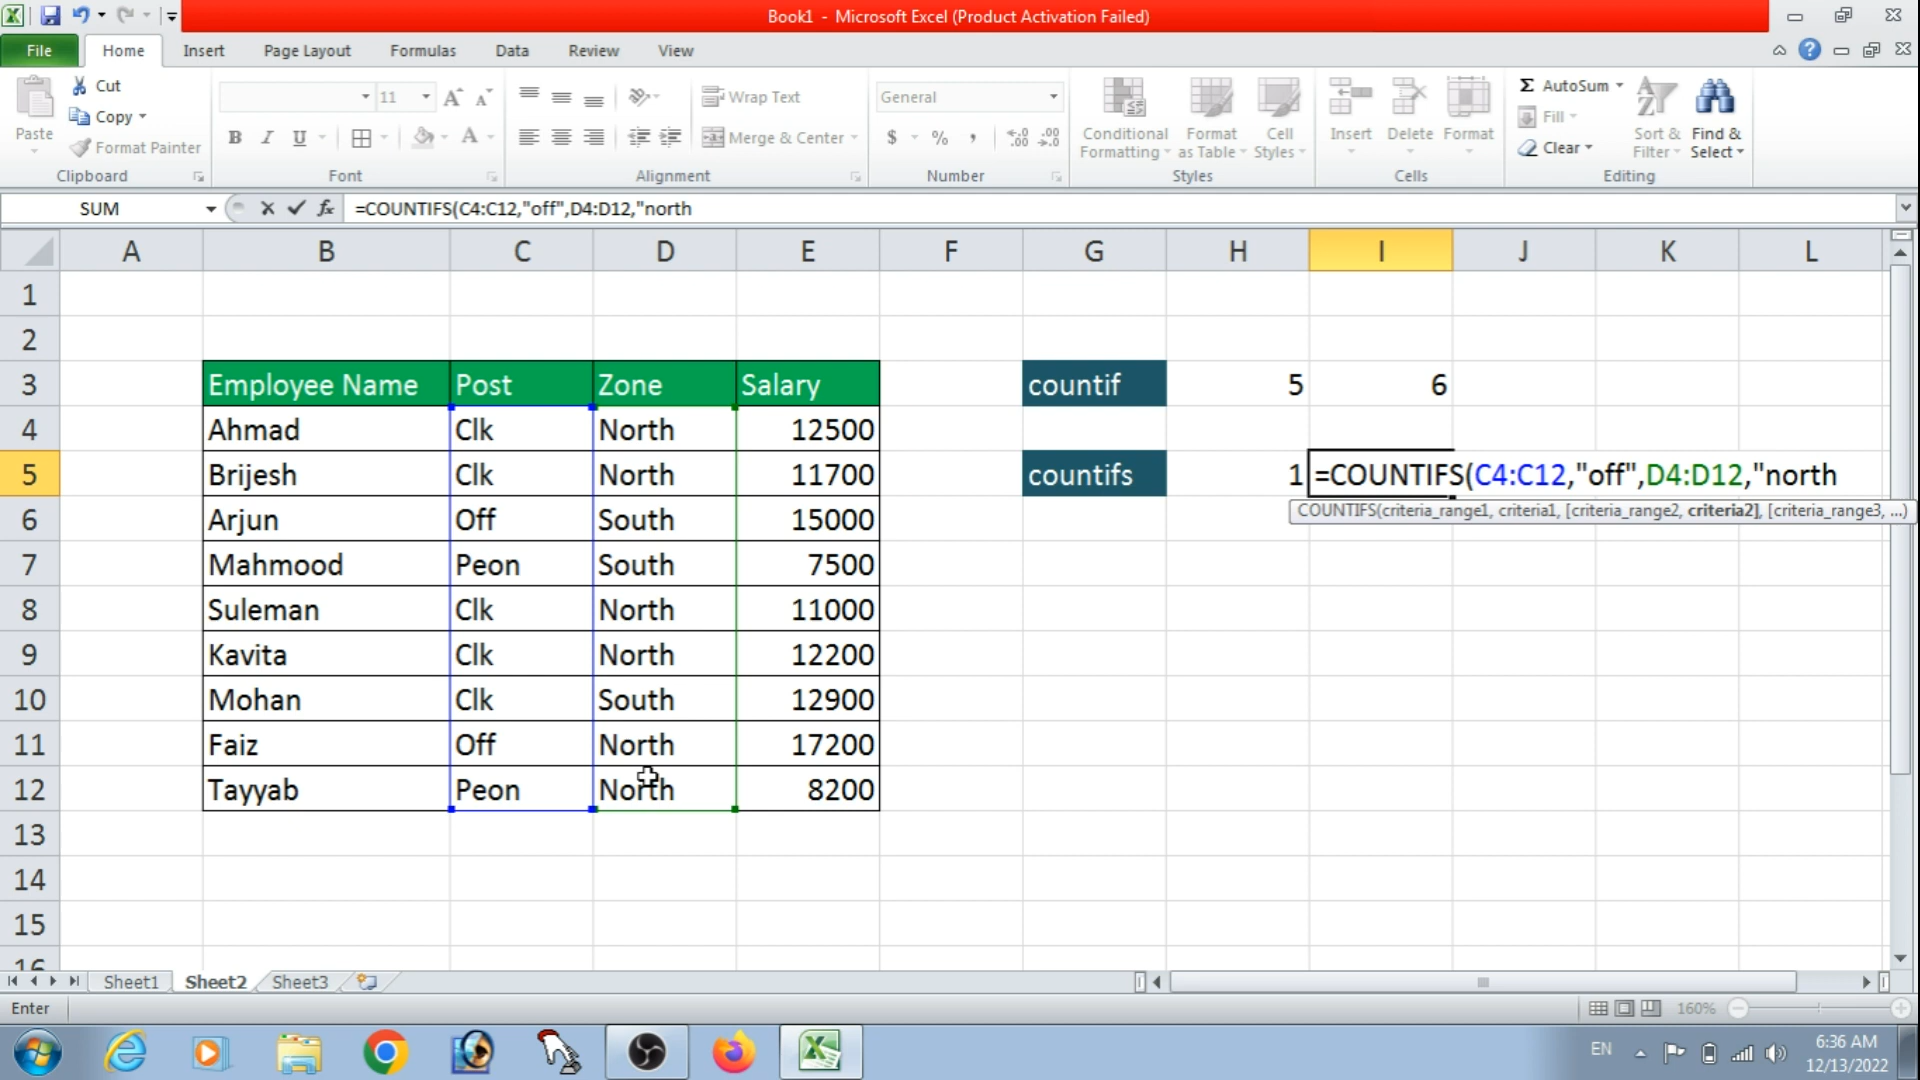 Book1 - Microsoft Excel (Product Activation Failed)
File Home Insert Page Layout Formulas Data Review View
Paste
Cut
Copy
Format Painter
Clipboard
11
B I U A
Font
Wrap Text
Merge & Center
Alignment
General
$ % ,
Number
Conditional Formatting
Format as Table
Cell Styles
Styles
Insert Delete Format
Cells
Σ AutoSum
Fill
Clear
Sort & Filter
Find & Select
Editing
SUM fx =COUNTIFS(C4:C12,"off",D4:D12,"north
A B C D E F G H I J K L
1
2
3 Employee Name Post Zone Salary countif 5 6
4 Ahmad Clk North 12500
5 Brijesh Clk North 11700 countifs 1 =COUNTIFS(C4:C12,"off",D4:D12,"north
COUNTIFS(criteria_range1, criteria1, [criteria_range2, criteria2], [criteria_range3, ...)
6 Arjun Off South 15000
7 Mahmood Peon South 7500
8 Suleman Clk North 11000
9 Kavita Clk North 12200
10 Mohan Clk South 12900
11 Faiz Off North 17200
12 Tayyab Peon North 8200
13
14
15
16
Sheet1 Sheet2 Sheet3
Enter 160%
EN 6:36 AM
12/13/2022